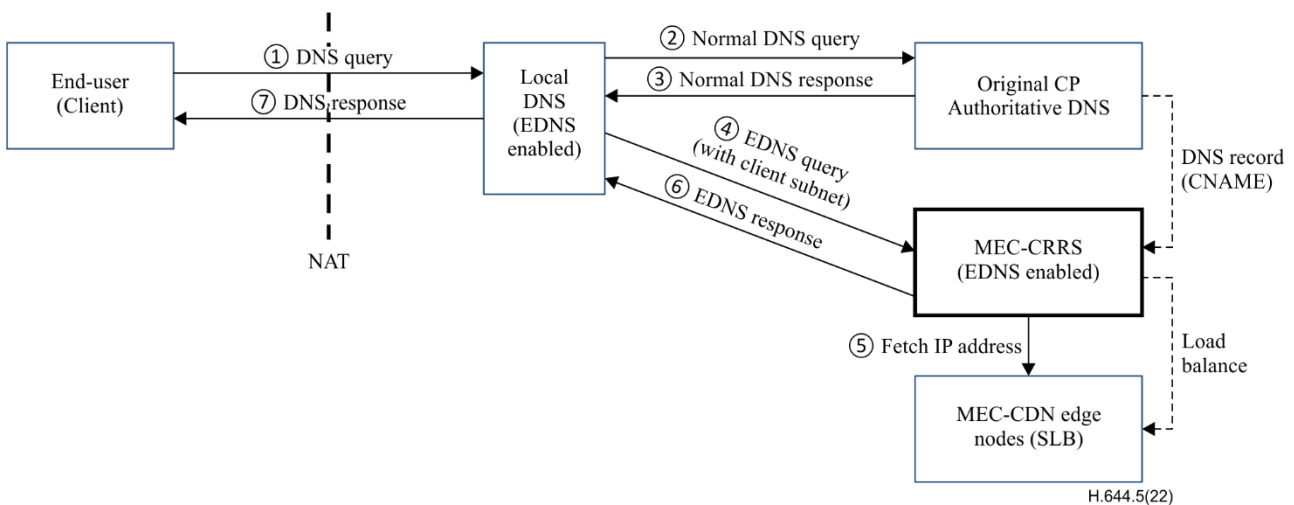 ① DNS query
② Normal DNS query
End-user
(Client)
Local
DNS
(EDNS
enabled)
③ Normal DNS response
Original CP
Authoritative DNS
⑦ DNS response
④ EDNS query
(with client subnet)
DNS record
(CNAME)
⑥ EDNS response
NAT
MEC-CRRS
(EDNS enabled)
⑤ Fetch IP address
Load
balance
MEC-CDN edge
nodes (SLB)
H.644.5(22)